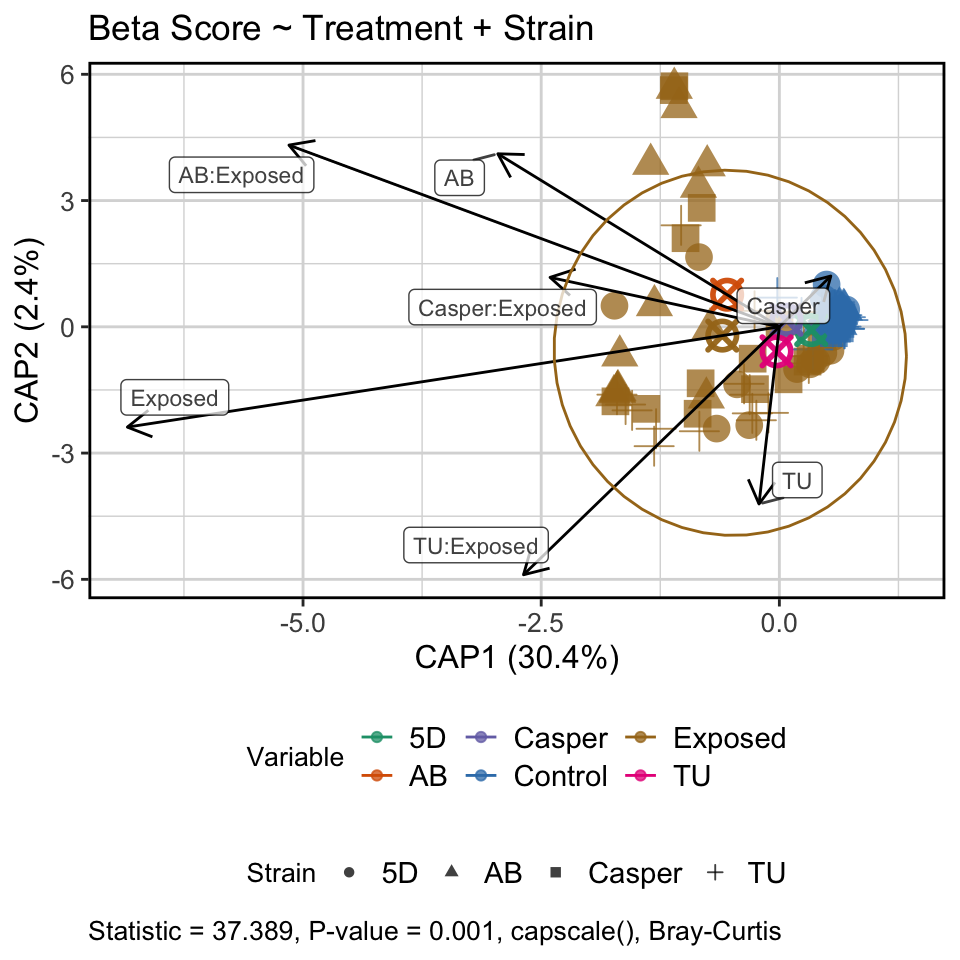 Beta Score ~ Treatment + Strain
6
3
0
-3
-6
CAP2 (2.4%)
AB:Exposed
AB
Casper:Exposed
Casper
Exposed
TU
TU:Exposed
-5.0 -2.5 0.0
CAP1 (30.4%)
Variable
5D Casper Exposed
AB Control TU
Strain 5D AB Casper TU
Statistic = 37.389, P-value = 0.001, capscale(), Bray-Curtis